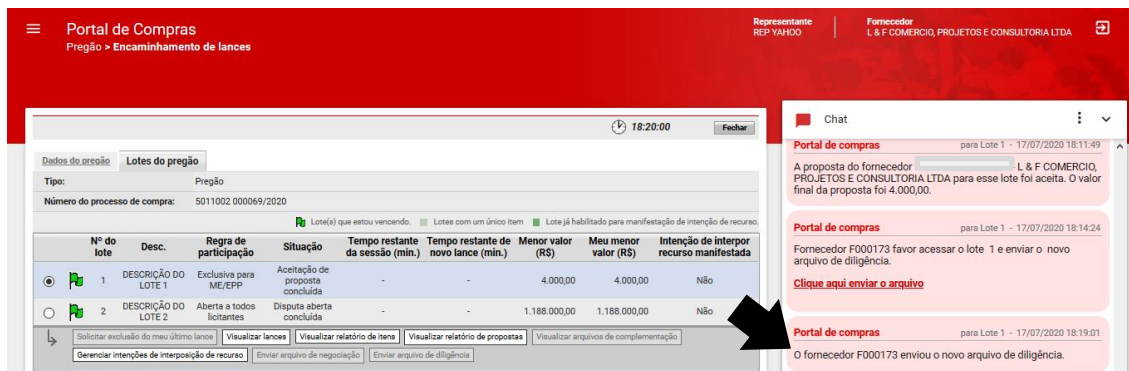 Portal de Compras
Pregão > Encaminhamento de lances
Representante
REP YAHOO
Fornecedor
L & F COMERCIO, PROJETOS E CONSULTORIA LTDA
18:20:00
Fechar
Dados do pregão
Lotes do pregão
Tipo: Pregão
Número do processo de compra: 5011002 000069/2020
Lote(s) que estou vencendo. Lotes com um único item Lote já habilitado para manifestação de intenção de recurso.
Nº do lote Desc. Regra de participação Situação Tempo restante da sessão (min.) Tempo restante de novo lance (min.) Menor valor (R$) Meu menor valor (R$) Intenção de interpor recurso manifestada
1 DESCRIÇÃO DO LOTE 1 Exclusiva para ME/EPP Aceitação de proposta concluída - - 4.000,00 4.000,00 Não
2 DESCRIÇÃO DO LOTE 2 Aberta a todos licitantes Disputa aberta concluída - - 1.188.000,00 1.188.000,00 Não
Solicitar exclusão do meu último lance Visualizar lances Visualizar relatório de itens Visualizar relatório de propostas Visualizar arquivos de complementação
Gerenciar intenções de interposição de recurso Enviar arquivo de negociação Enviar arquivo de diligência
Chat
Portal de compras para Lote 1 - 17/07/2020 18:11:49
A proposta do fornecedor L & F COMERCIO,
PROJETOS E CONSULTORIA LTDA para esse lote foi aceita. O valor
final da proposta foi 4.000,00.
Portal de compras para Lote 1 - 17/07/2020 18:14:24
Fornecedor F000173 favor acessar o lote 1 e enviar o novo
arquivo de diligência.
Clique aqui enviar o arquivo
Portal de compras para Lote 1 - 17/07/2020 18:19:01
O fornecedor F000173 enviou o novo arquivo de diligência.